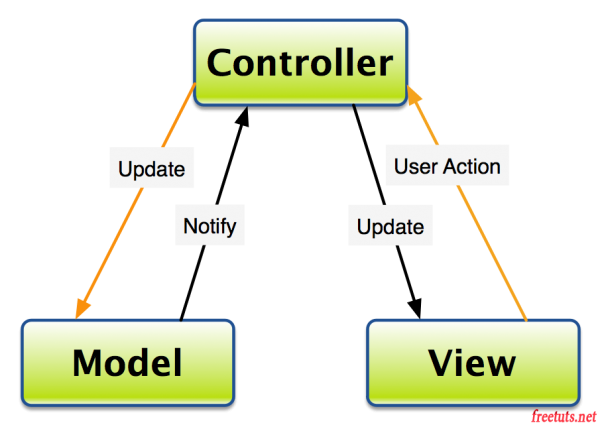 Controller
Update
User Action
Notify
Update
Model
View
freetuts.net